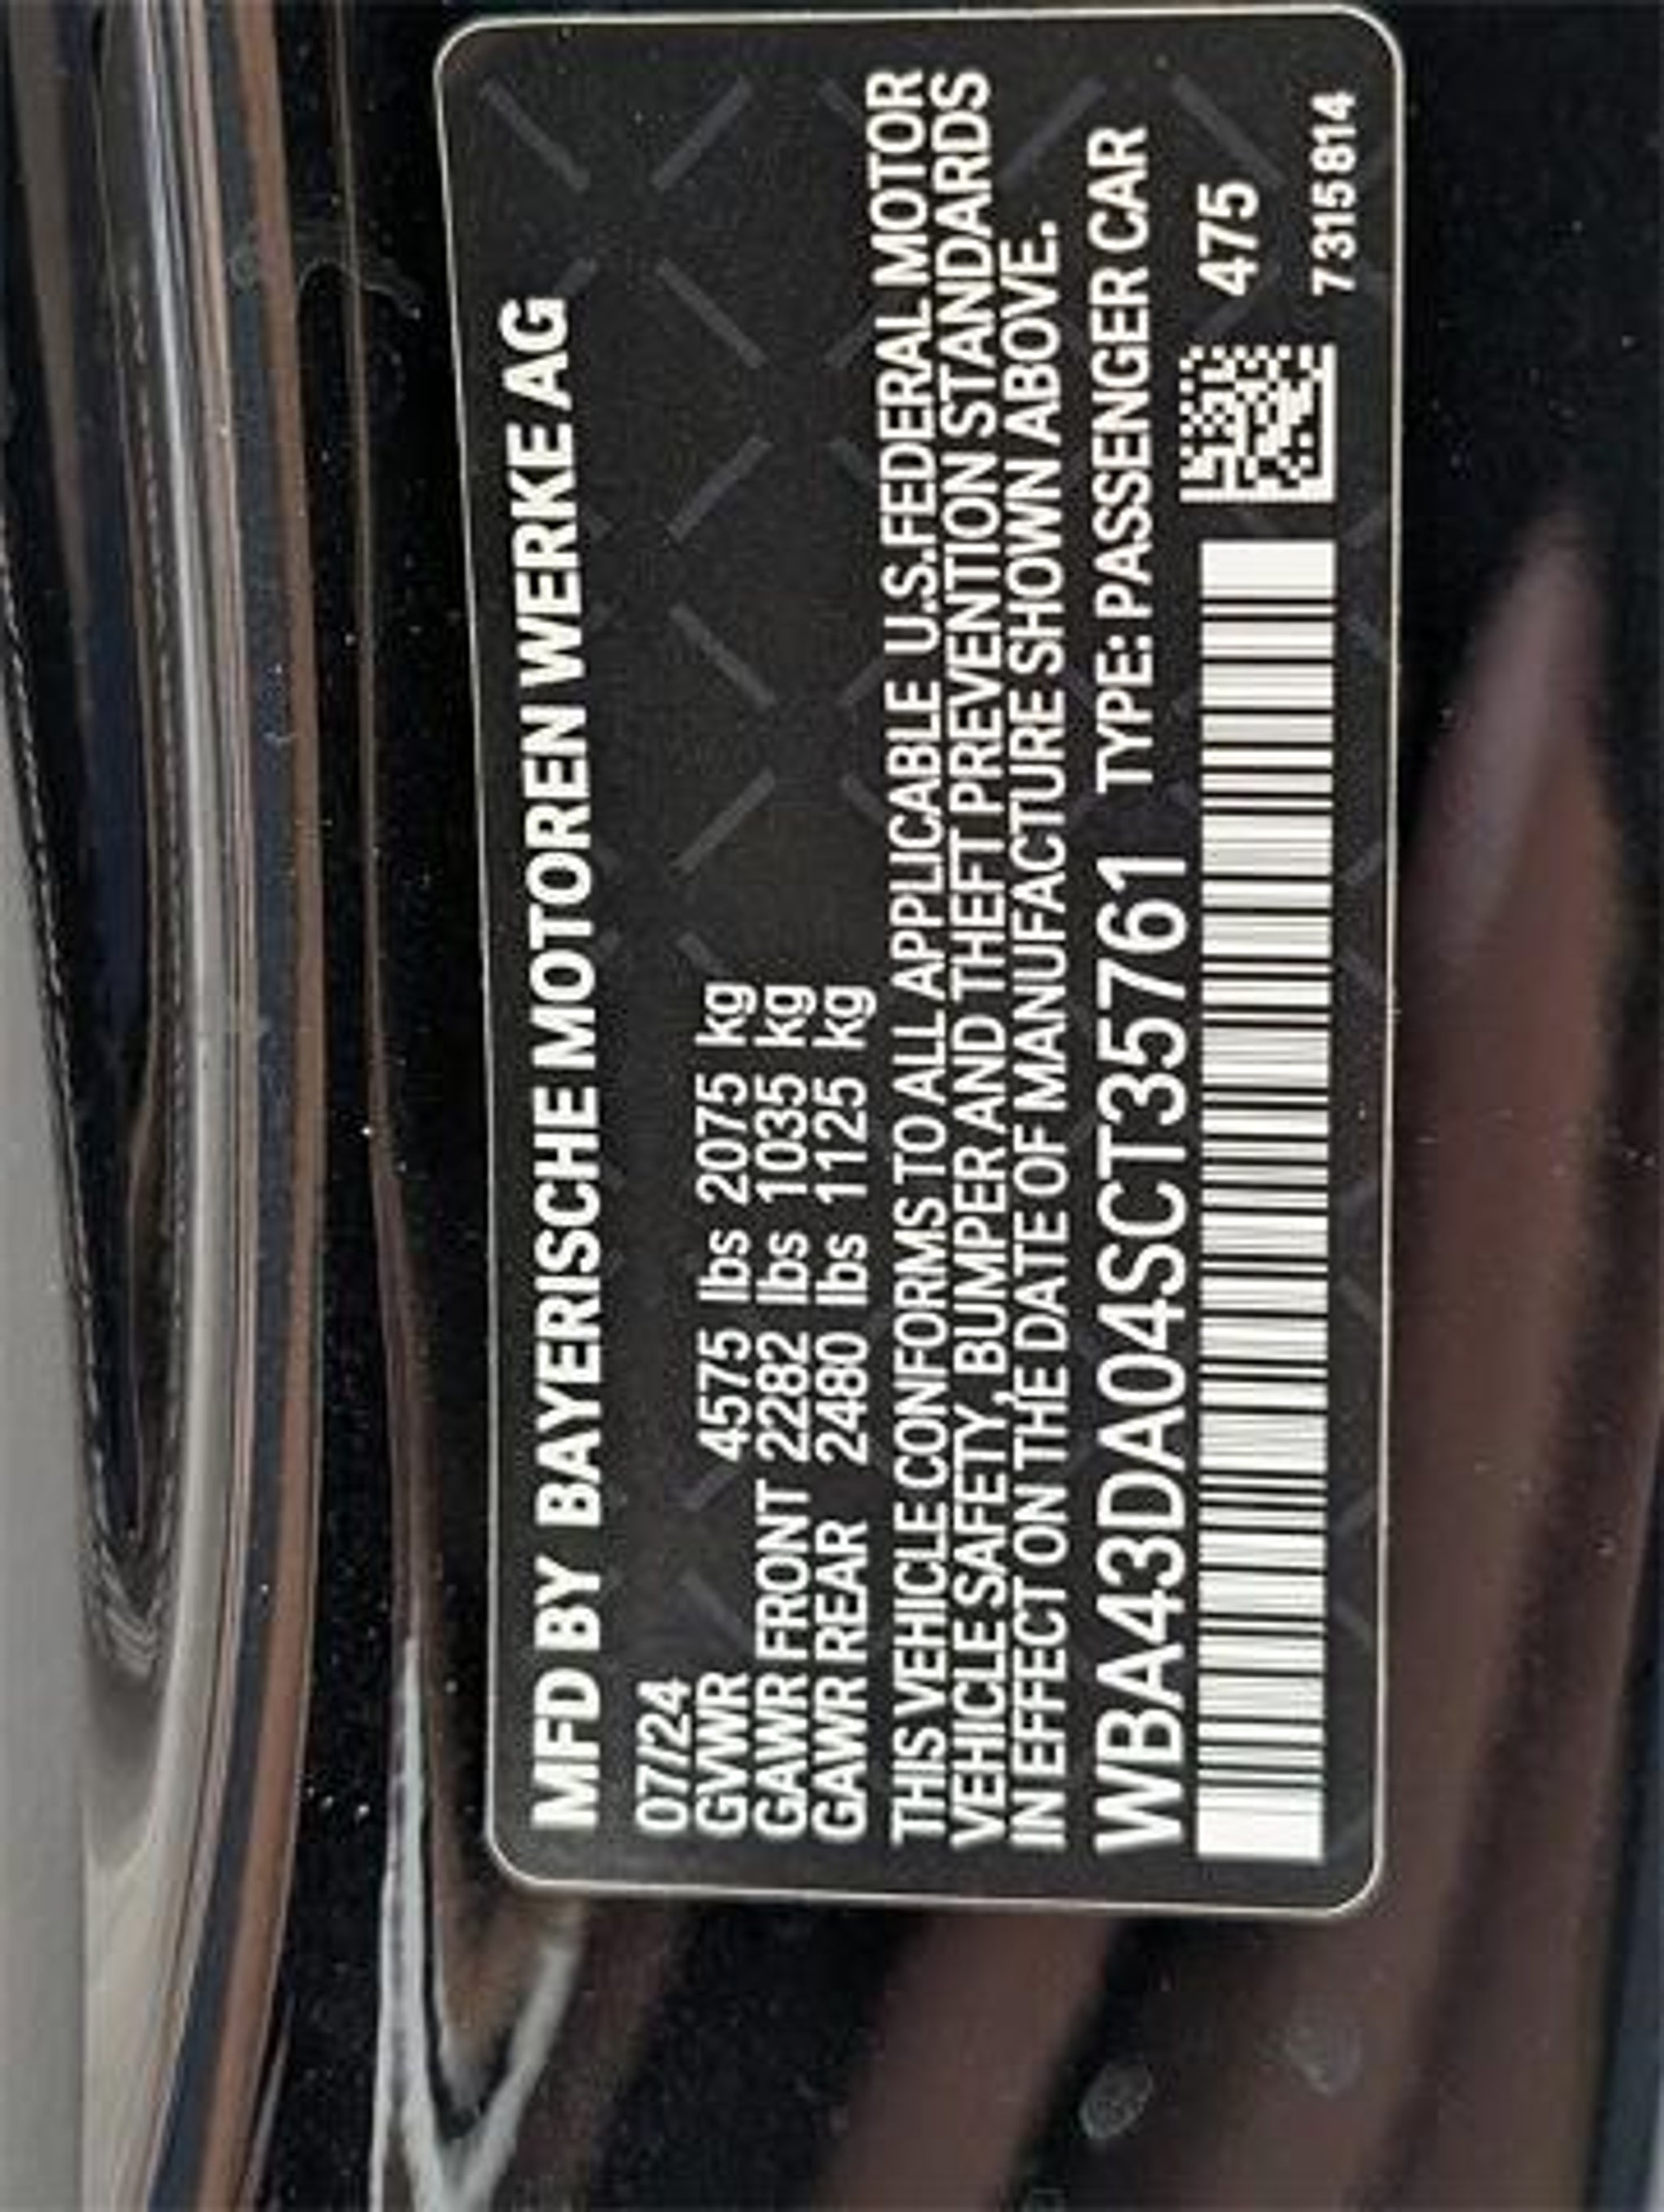 MFD BY BAYERISCHE MOTOREN WERKE AG
07/24
GVWR 4575 lbs 2075 kg
GAWR FRONT 2282 lbs 1035 kg
GAWR REAR 2480 lbs 1125 kg
THIS VEHICLE CONFORMS TO ALL APPLICABLE U.S.FEDERAL MOTOR
VEHICLE SAFETY, BUMPER AND THEFT PREVENTION STANDARDS
IN EFFECT ON THE DATE OF MANUFACTURE SHOWN ABOVE.
WBA43DA04SCT35761 TYPE: PASSENGER CAR
475
7315814